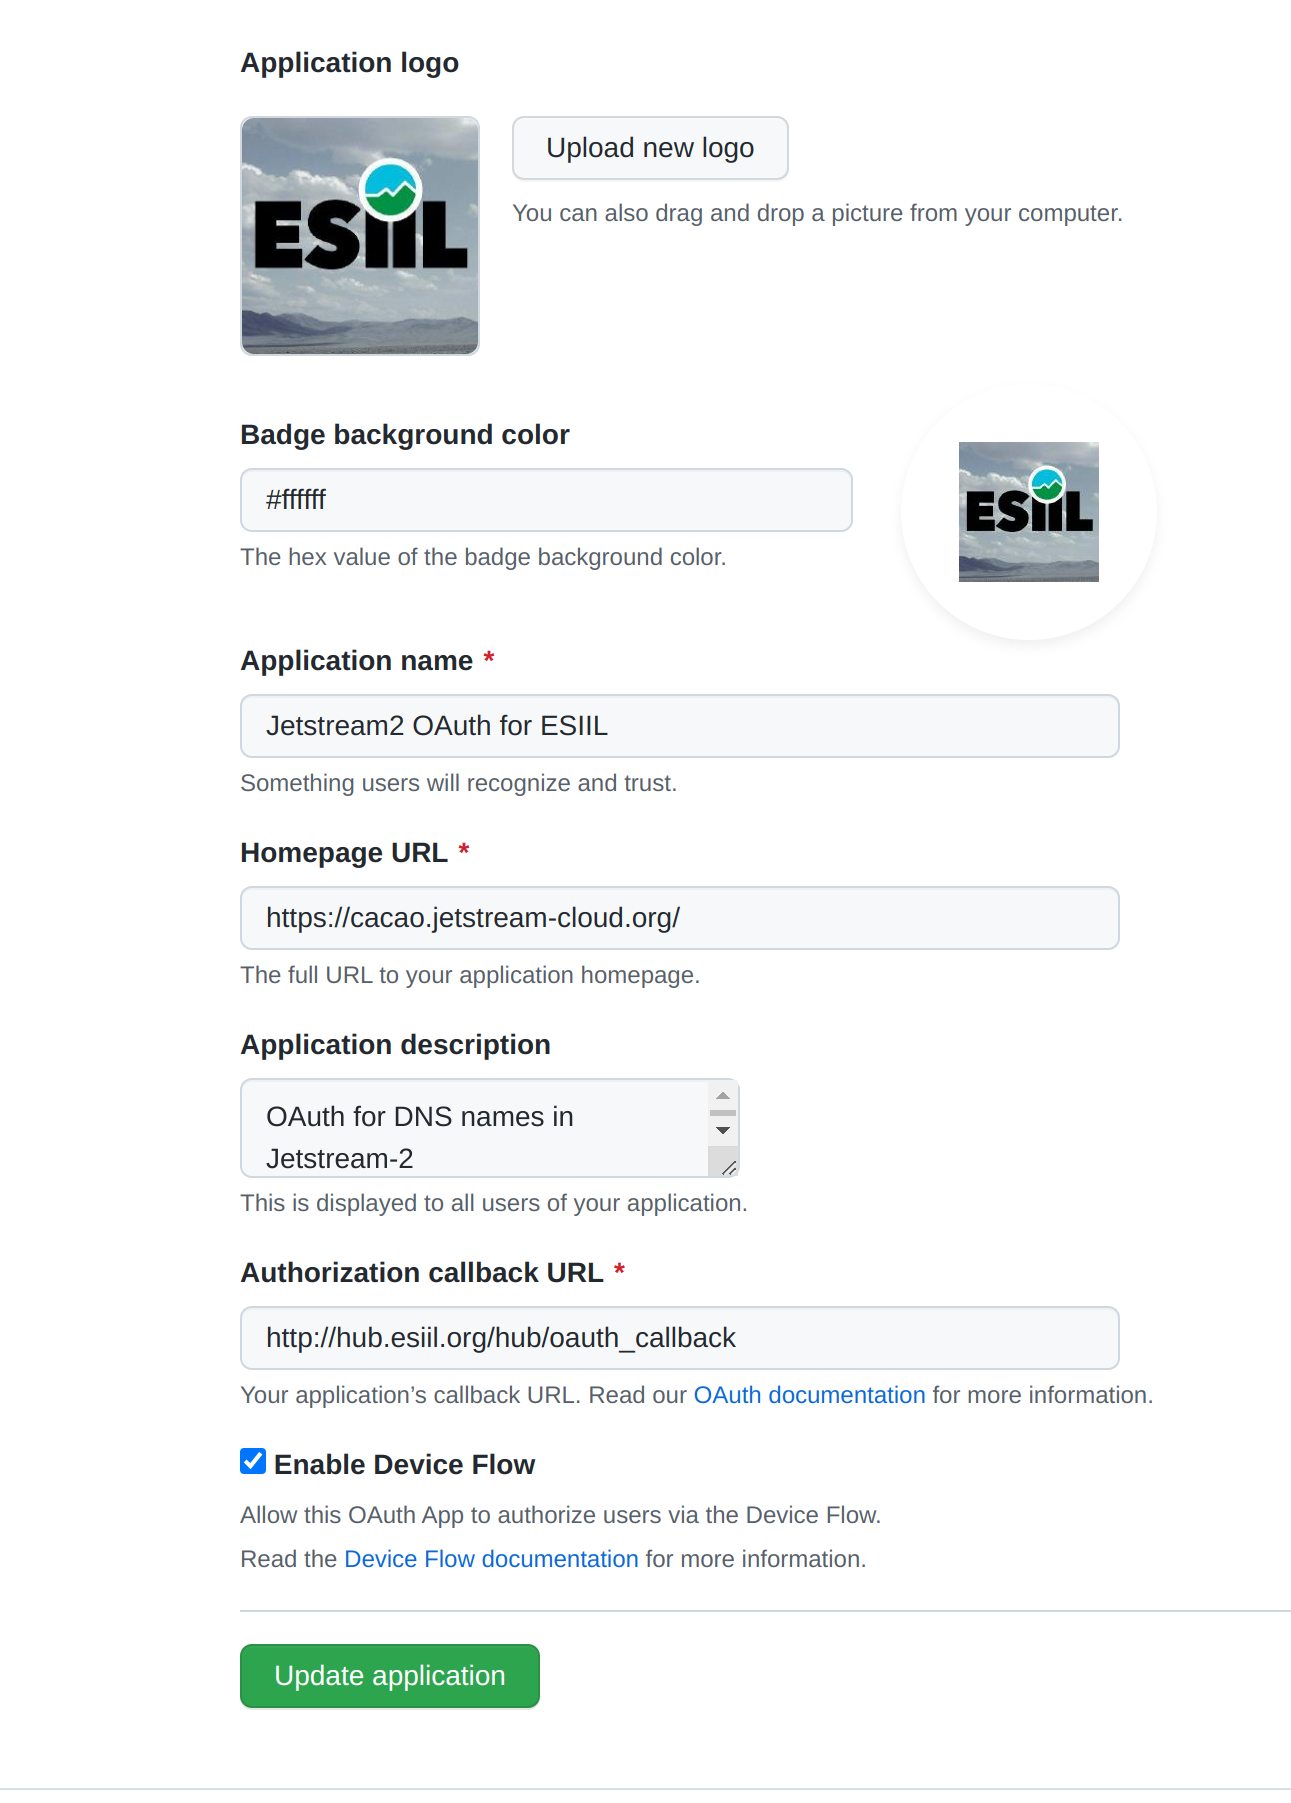 Application logo
ESIIL
Upload new logo
You can also drag and drop a picture from your computer.
Badge background color
#ffffff
The hex value of the badge background color.
ESIIL
Application name *
Jetstream2 OAuth for ESIIL
Something users will recognize and trust.
Homepage URL *
https://cacao.jetstream-cloud.org/
The full URL to your application homepage.
Application description
OAuth for DNS names in
Jetstream-2
This is displayed to all users of your application.
Authorization callback URL *
http://hub.esiil.org/hub/oauth_callback
Your application’s callback URL. Read our OAuth documentation for more information.
Enable Device Flow
Allow this OAuth App to authorize users via the Device Flow.
Read the Device Flow documentation for more information.
Update application